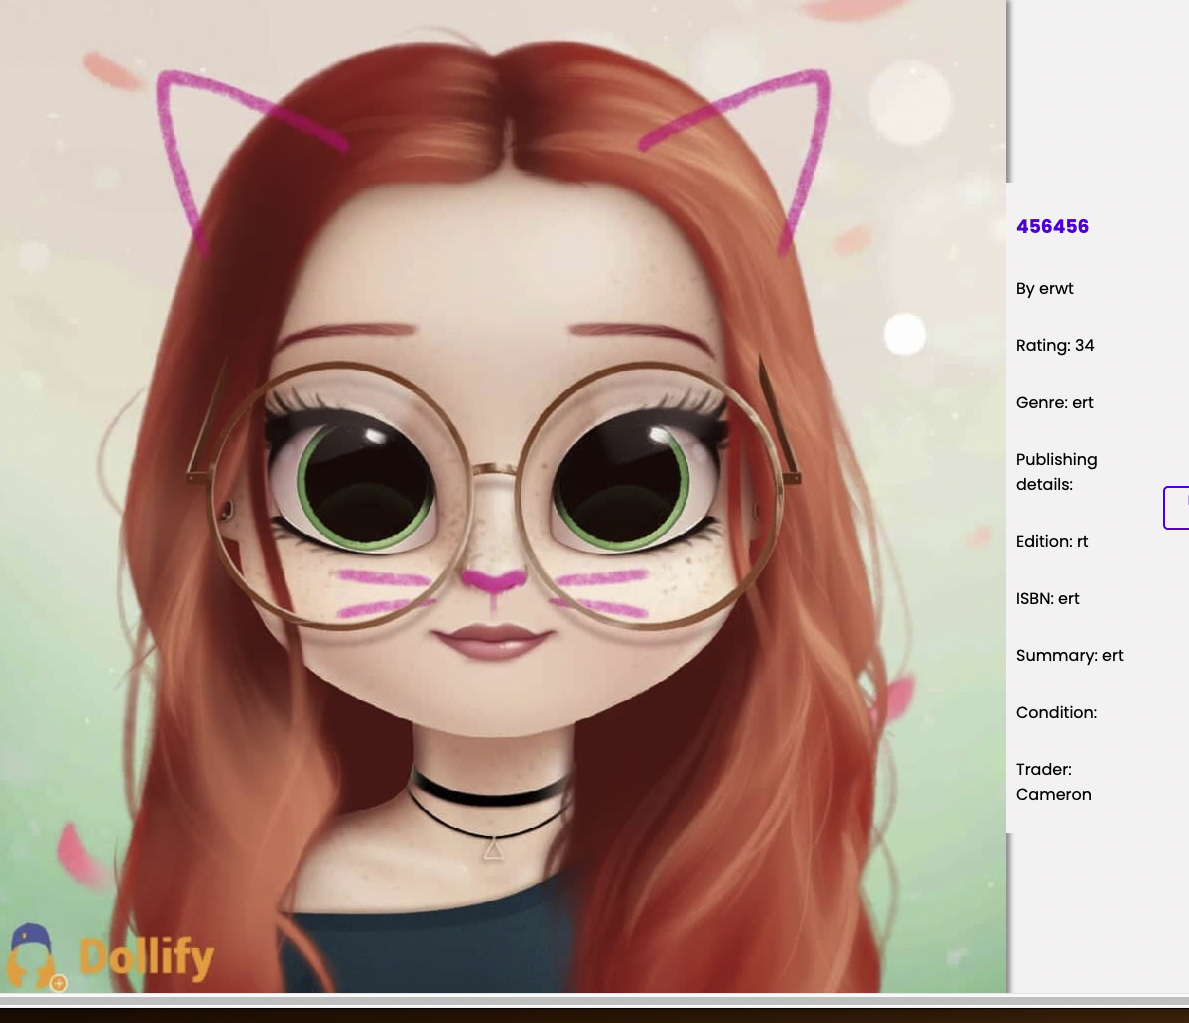 456456
By erwt
Rating: 34
Genre: ert
Publishing
details:
Edition: rt
ISBN: ert
Summary: ert
Condition:
Trader:
Cameron
Dollify